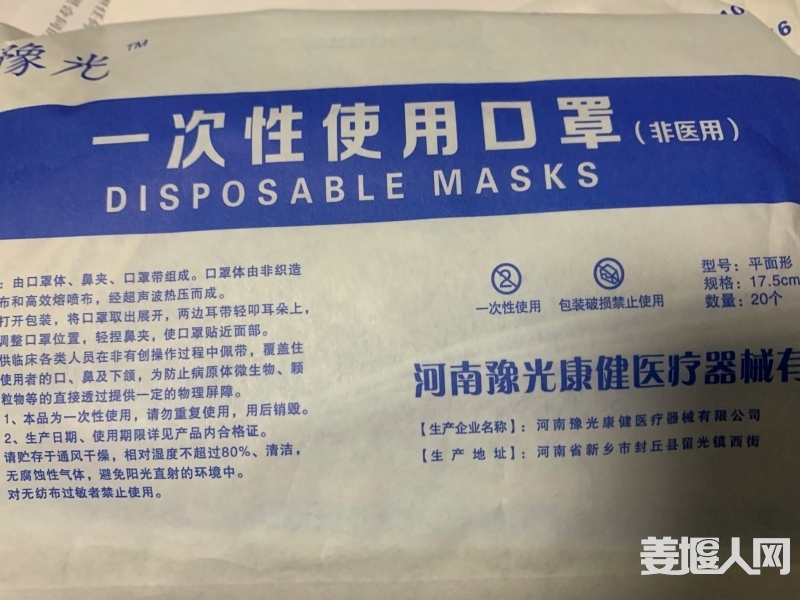 豫光™
一次性使用口罩(非医用)
DISPOSABLE MASKS
：由口罩体、鼻夹、口罩带组成。口罩体由非织造
布和高效熔喷布，经超声波热压而成。
打开包装，将口罩取出展开，两边耳带轻叩耳朵上，
调整口罩位置，轻捏鼻夹，使口罩贴近面部。
供临床各类人员在非有创操作过程中佩带，覆盖住
使用者的口、鼻及下颌，为防止病原体微生物、颗
粒物等的直接透过提供一定的物理屏障。
1、本品为一次性使用，请勿重复使用，用后销毁。
2、生产日期、使用期限详见产品内合格证。
请贮存于通风干燥，相对湿度不超过80%、清洁，
无腐蚀性气体，避免阳光直射的环境中。
对无纺布过敏者禁止使用。
2
一次性使用
包装破损禁止使用
型号：平面形
规格：17.5cm
数量：20个
河南豫光康健医疗器械有
【生产企业名称】：河南豫光康健医疗器械有限公司
【生产地址】：河南省新乡市封丘县留光镇西街
10
6
姜堰人网